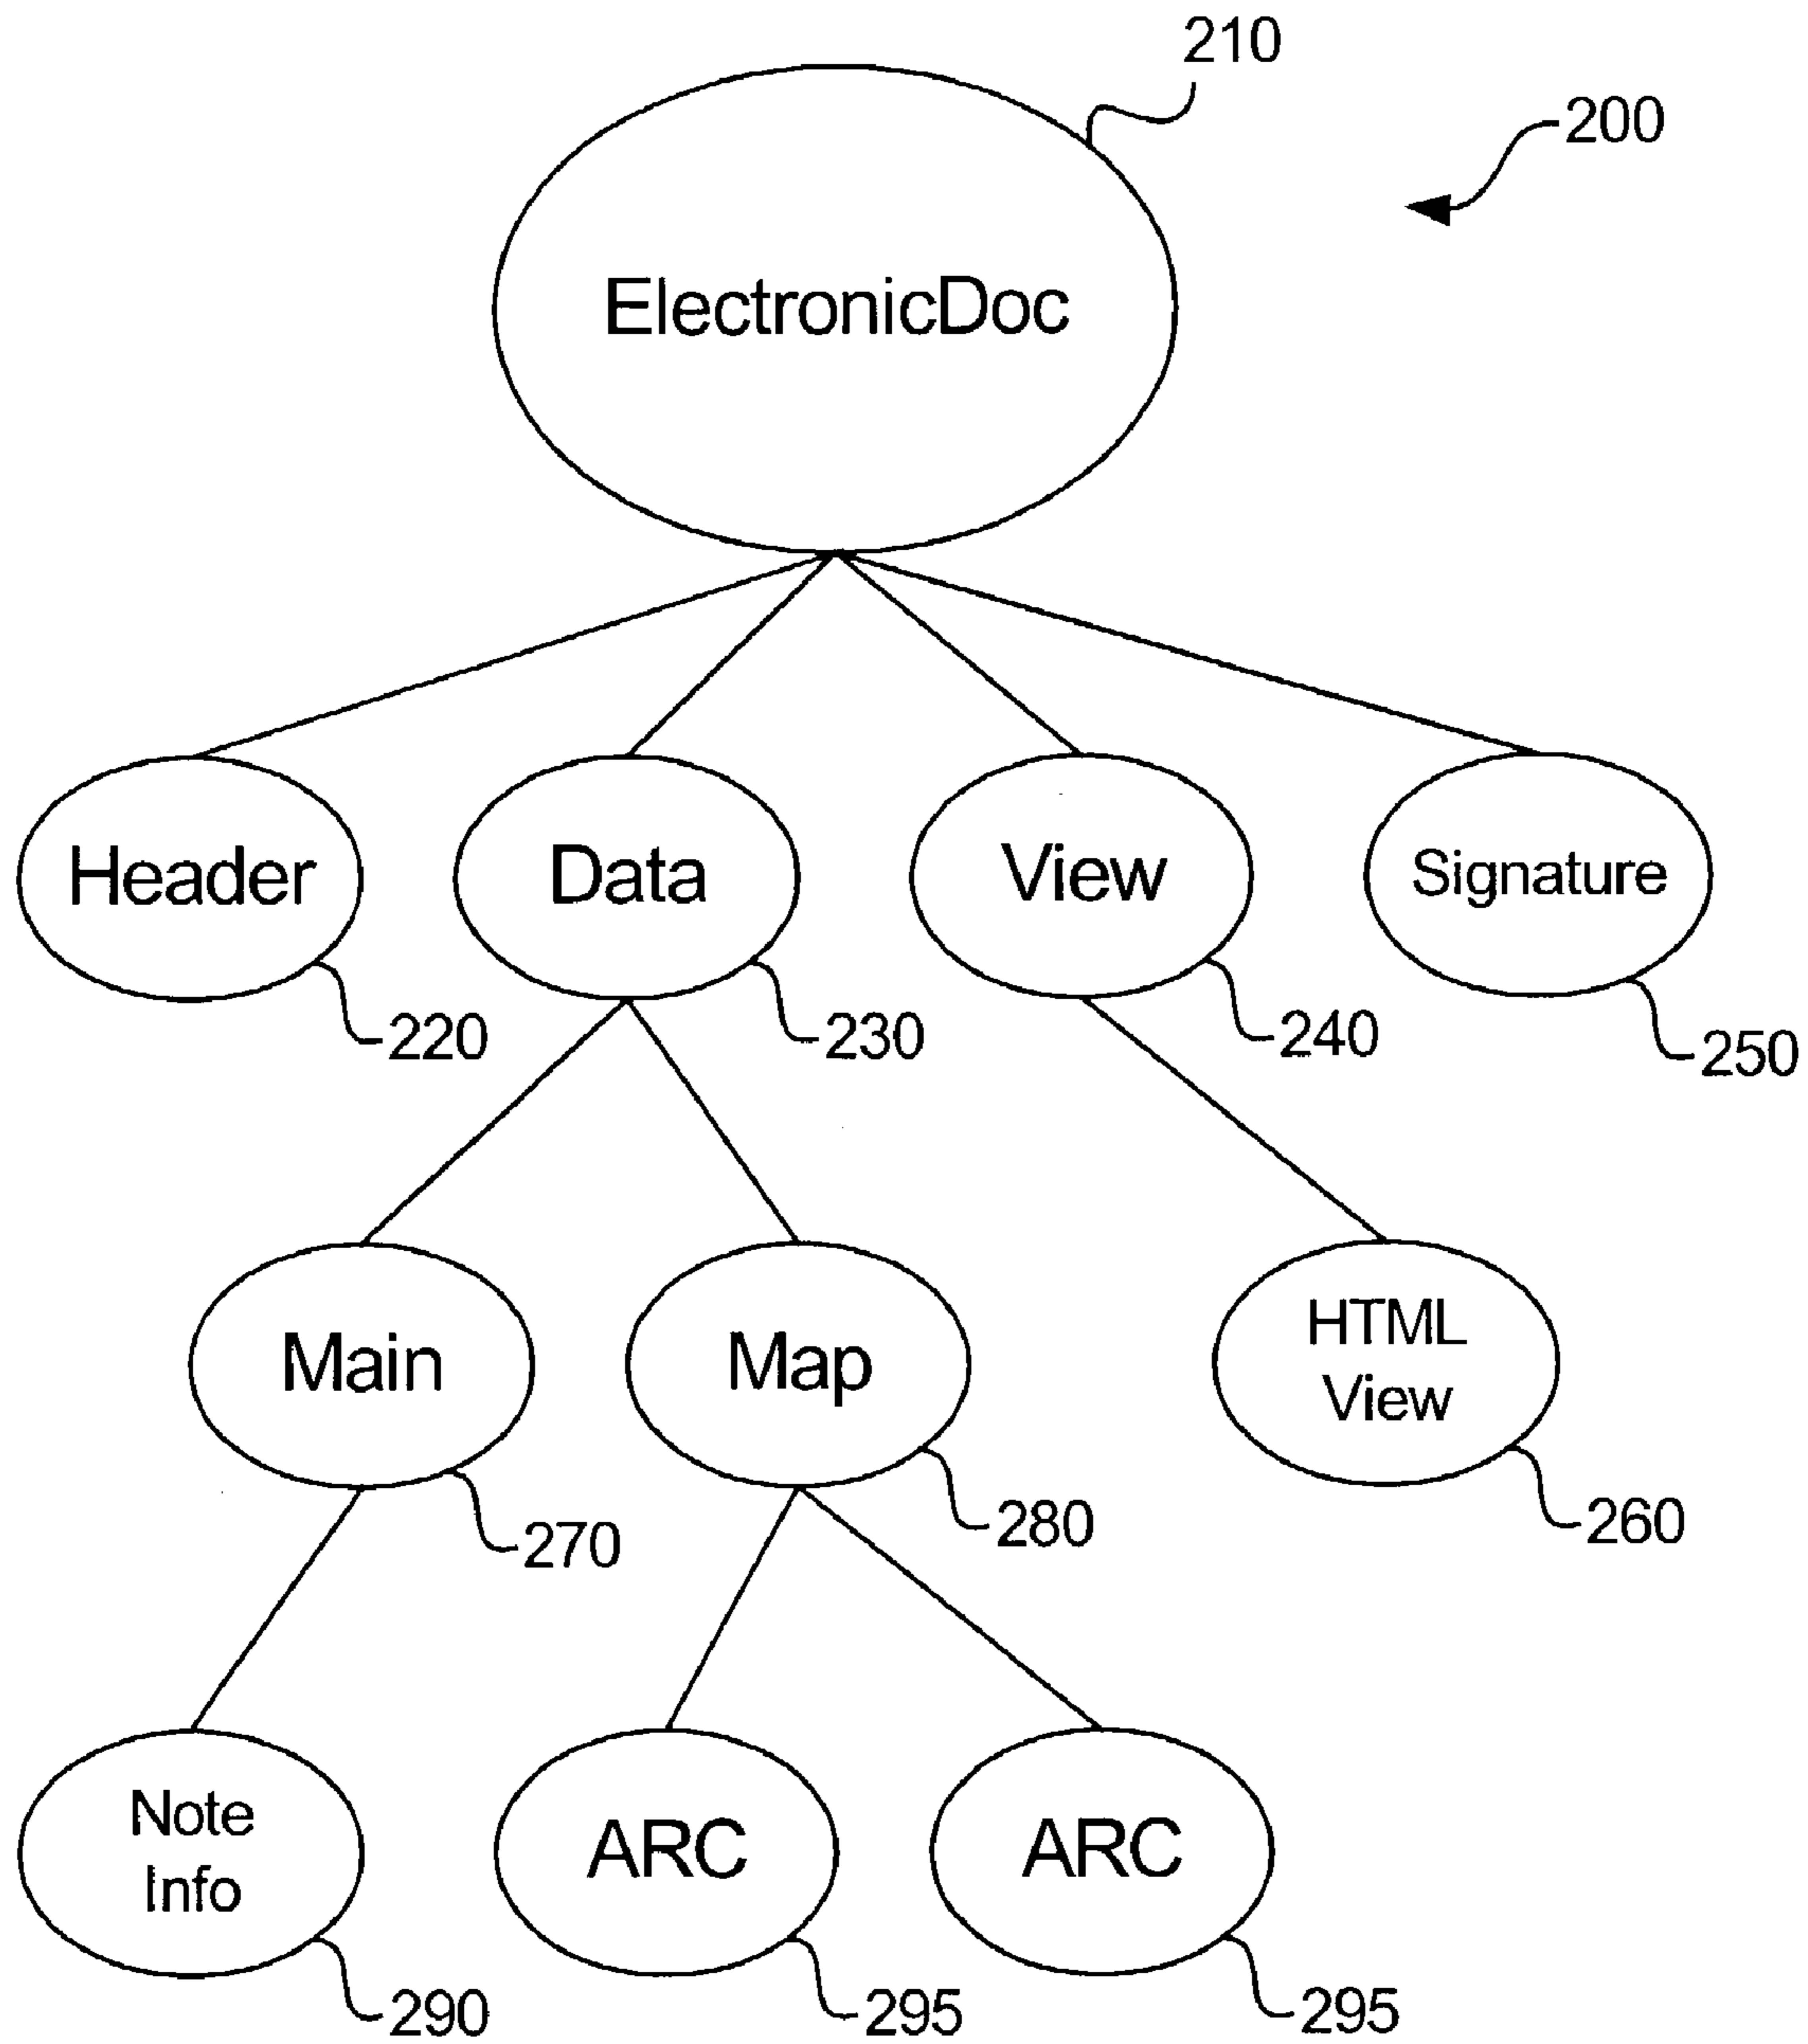 210
200
ElectronicDoc
Header
Data
View
Signature
220
230
240
250
Main
Map
HTML
View
270
280
260
Note
Info
ARC
ARC
290
295
295